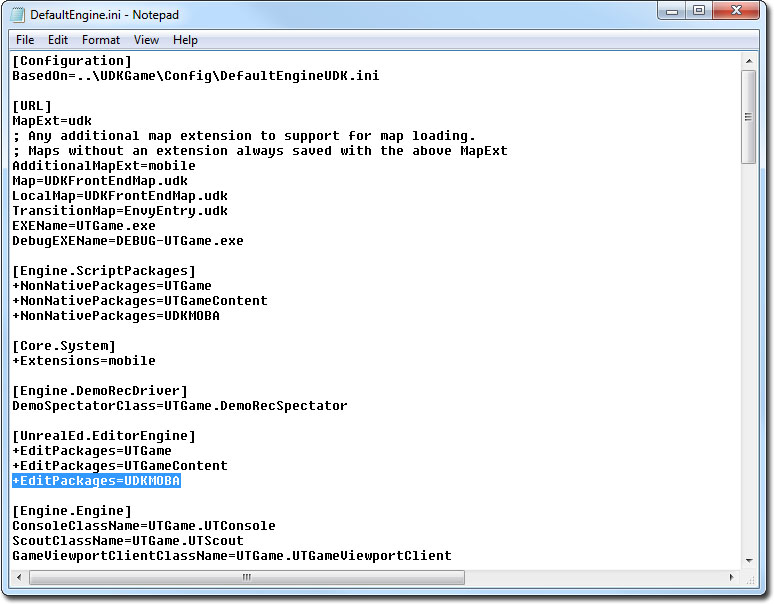 DefaultEngine.ini - Notepad
File Edit Format View Help
[Configuration]
BasedOn=..\UDKGame\Config\DefaultEngineUDK.ini
[URL]
MapExt=udk
; Any additional map extension to support for map loading.
; Maps without an extension always saved with the above MapExt
AdditionalMapExt=mobile
Map=UDKFrontEndMap.udk
LocalMap=UDKFrontEndMap.udk
TransitionMap=EnvyEntry.udk
EXEName=UTGame.exe
DebugEXEName=DEBUG-UTGame.exe
[Engine.ScriptPackages]
+NonNativePackages=UTGame
+NonNativePackages=UTGameContent
+NonNativePackages=UDKMOBA
[Core.System]
+Extensions=mobile
[Engine.DemoRecDriver]
DemoSpectatorClass=UTGame.DemoRecSpectator
[UnrealEd.EditorEngine]
+EditPackages=UTGame
+EditPackages=UTGameContent
+EditPackages=UDKMOBA
[Engine.Engine]
ConsoleClassName=UTGame.UTConsole
ScoutClassName=UTGame.UTScout
GameViewportClientClassName=UTGame.UTGameViewportClient